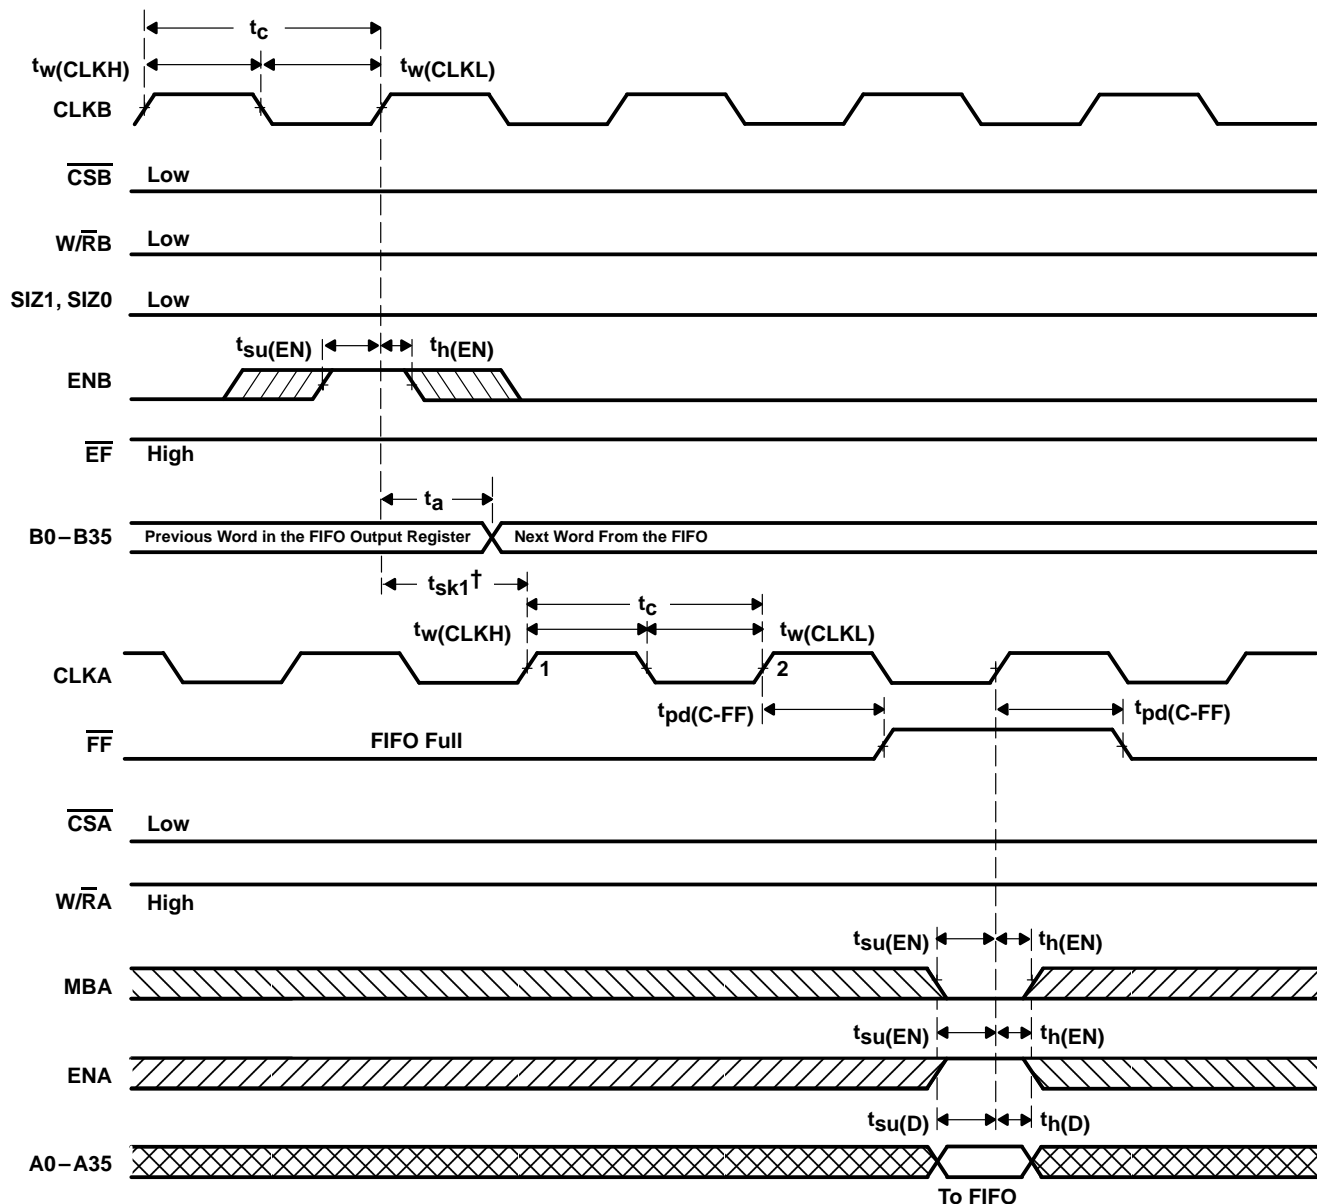 tc
tw(CLKH) tw(CLKL)
CLKB
CSB Low
W/RB Low
SIZ1, SIZ0 Low
tsu(EN) th(EN)
ENB
EF High
ta
B0–B35 Previous Word in the FIFO Output Register Next Word From the FIFO
tsk1†
tc
tw(CLKH) tw(CLKL)
CLKA 1 2
tpd(C-FF) tpd(C-FF)
FF FIFO Full
CSA Low
W/RA High
tsu(EN) th(EN)
MBA
tsu(EN) th(EN)
ENA
tsu(D) th(D)
A0–A35
To FIFO